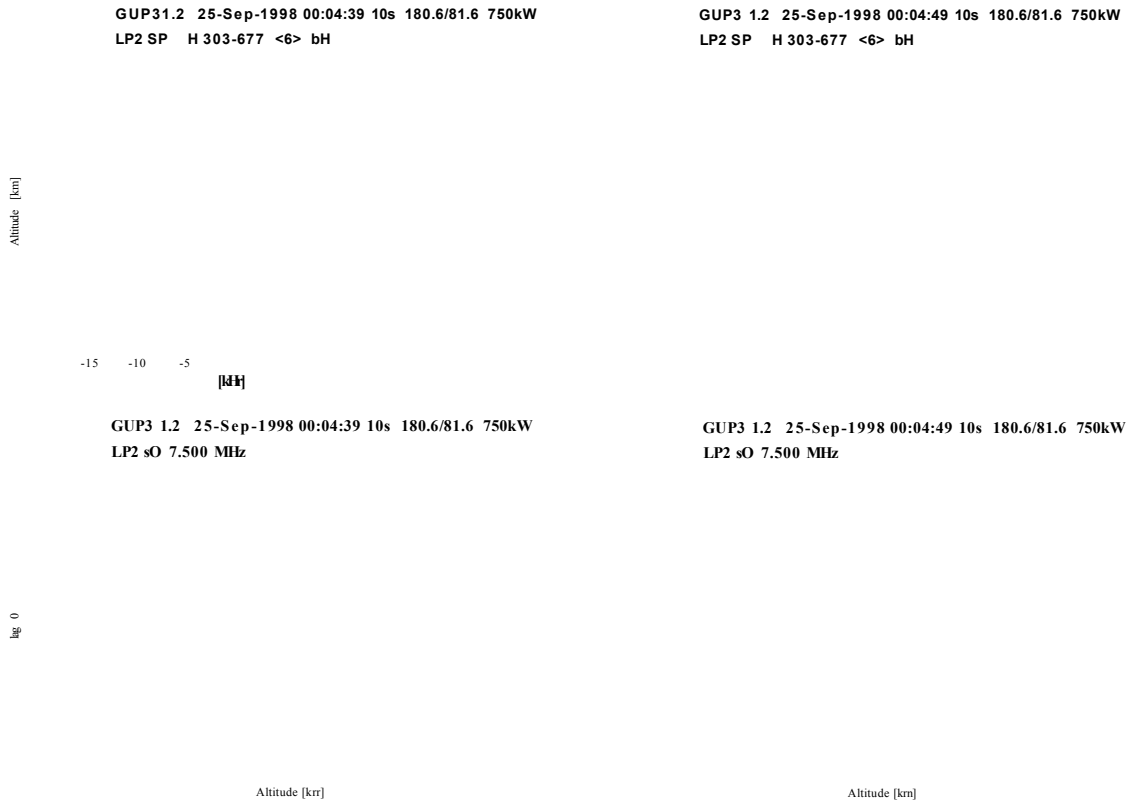 GUP31.2 25-Sep-1998 00:04:39 10s 180.6/81.6 750kW
LP2 SP H 303-677 <6> bH
GUP3 1.2 25-Sep-1998 00:04:49 10s 180.6/81.6 750kW
LP2 SP H 303-677 <6> bH
Altitude [km]
-15 -10 -5
GUP3 1.2 25-Sep-1998 00:04:39 10s 180.6/81.6 750kW
LP2 sO 7.500 MHz
GUP3 1.2 25-Sep-1998 00:04:49 10s 180.6/81.6 750kW
LP2 sO 7.500 MHz
lag 0
Altitude [krr]
Altitude [krn]